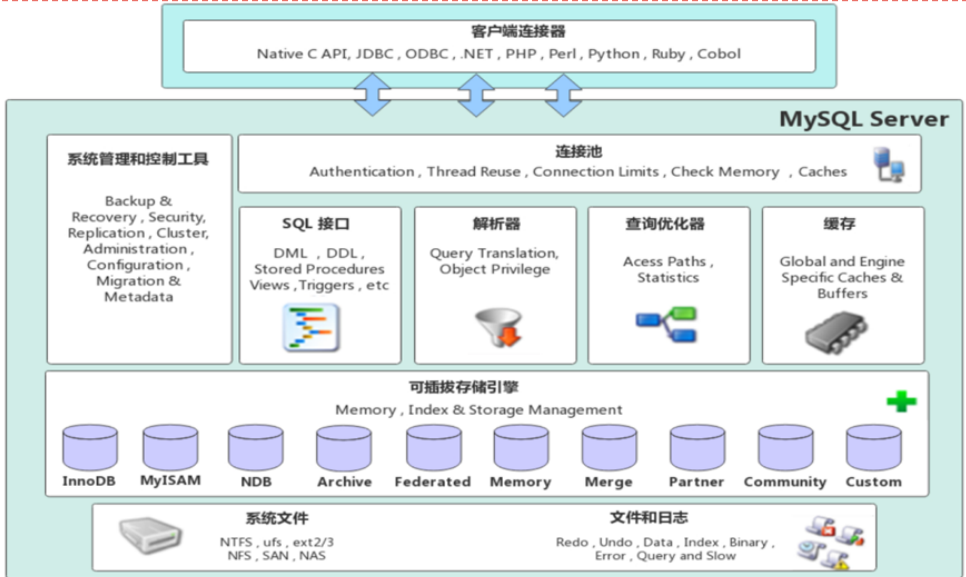 客户端连接器
Native C API, JDBC , ODBC , .NET , PHP , Perl , Python , Ruby , Cobol
MySQL Server
系统管理和控制工具
Backup &
Recovery , Security,
Replication , Cluster,
Administration ,
Configuration ,
Migration &
Metadata
连接池
Authentication , Thread Reuse , Connection Limits , Check Memory , Caches
SQL 接口
DML , DDL ,
Stored Procedures
Views ,Triggers , etc
解析器
Query Translation,
Object Privilege
查询优化器
Acess Paths ,
Statistics
缓存
Global and Engine
Specific Caches &
Buffers
可插拔存储引擎
Memory , Index & Storage Management
InnoDB
MyISAM
NDB
Archive
Federated
Memory
Merge
Partner
Community
Custom
系统文件
NTFS , ufs , ext2/3
NFS , SAN , NAS
文件和日志
Redo , Undo , Data , Index , Binary ,
Error , Query and Slow